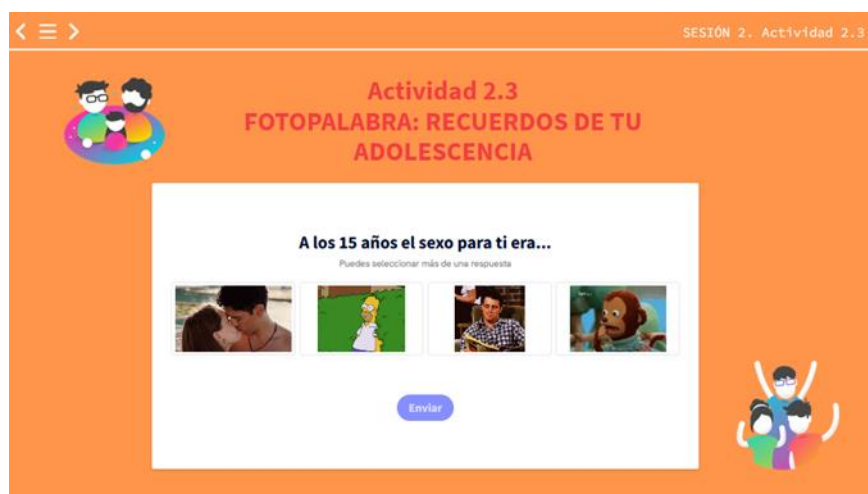 SESIÓN 2. Actividad 2.3
Actividad 2.3
FOTOPALABRA: RECUERDOS DE TU
ADOLESCENCIA
A los 15 años el sexo para ti era...
Puedes seleccionar más de una respuesta
Enviar